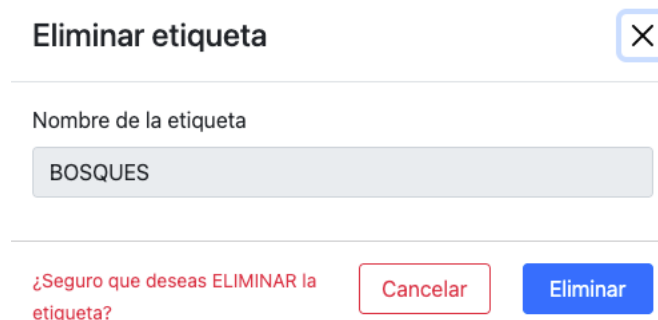 Eliminar etiqueta
Nombre de la etiqueta
BOSQUES
¿Seguro que deseas ELIMINAR la
etiqueta?
Cancelar
Eliminar